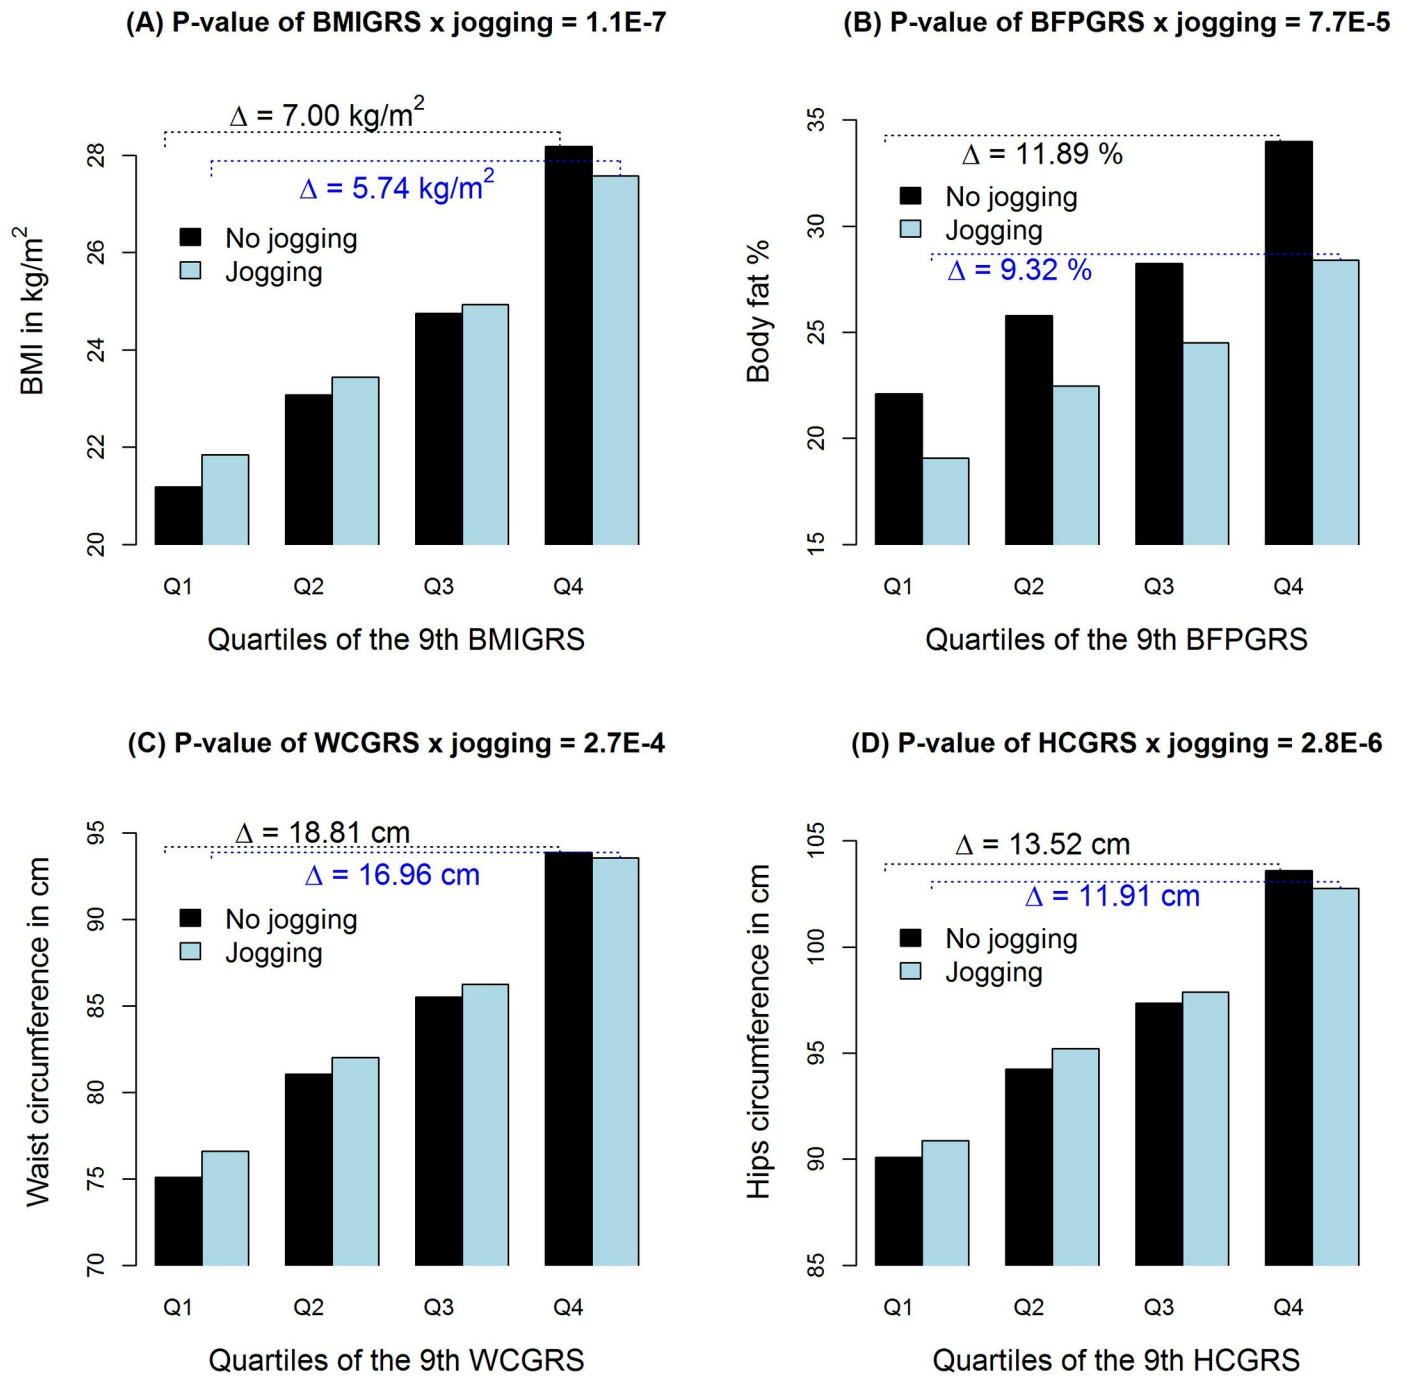 (A) P-value of BMIGRS x jogging = 1.1E-7
Δ = 7.00 kg/m²
Δ = 5.74 kg/m²
No jogging
Jogging
BMI in kg/m²
20
22
24
26
28
Q1 Q2 Q3 Q4
Quartiles of the 9th BMIGRS
(B) P-value of BFPGRS x jogging = 7.7E-5
Δ = 11.89 %
No jogging
Jogging
Δ = 9.32 %
Body fat %
15
20
25
30
35
Q1 Q2 Q3 Q4
Quartiles of the 9th BFPGRS
(C) P-value of WCGRS x jogging = 2.7E-4
Δ = 18.81 cm
Δ = 16.96 cm
No jogging
Jogging
Waist circumference in cm
70
75
80
85
90
95
Q1 Q2 Q3 Q4
Quartiles of the 9th WCGRS
(D) P-value of HCGRS x jogging = 2.8E-6
Δ = 13.52 cm
Δ = 11.91 cm
No jogging
Jogging
Hips circumference in cm
85
90
95
100
105
Q1 Q2 Q3 Q4
Quartiles of the 9th HCGRS